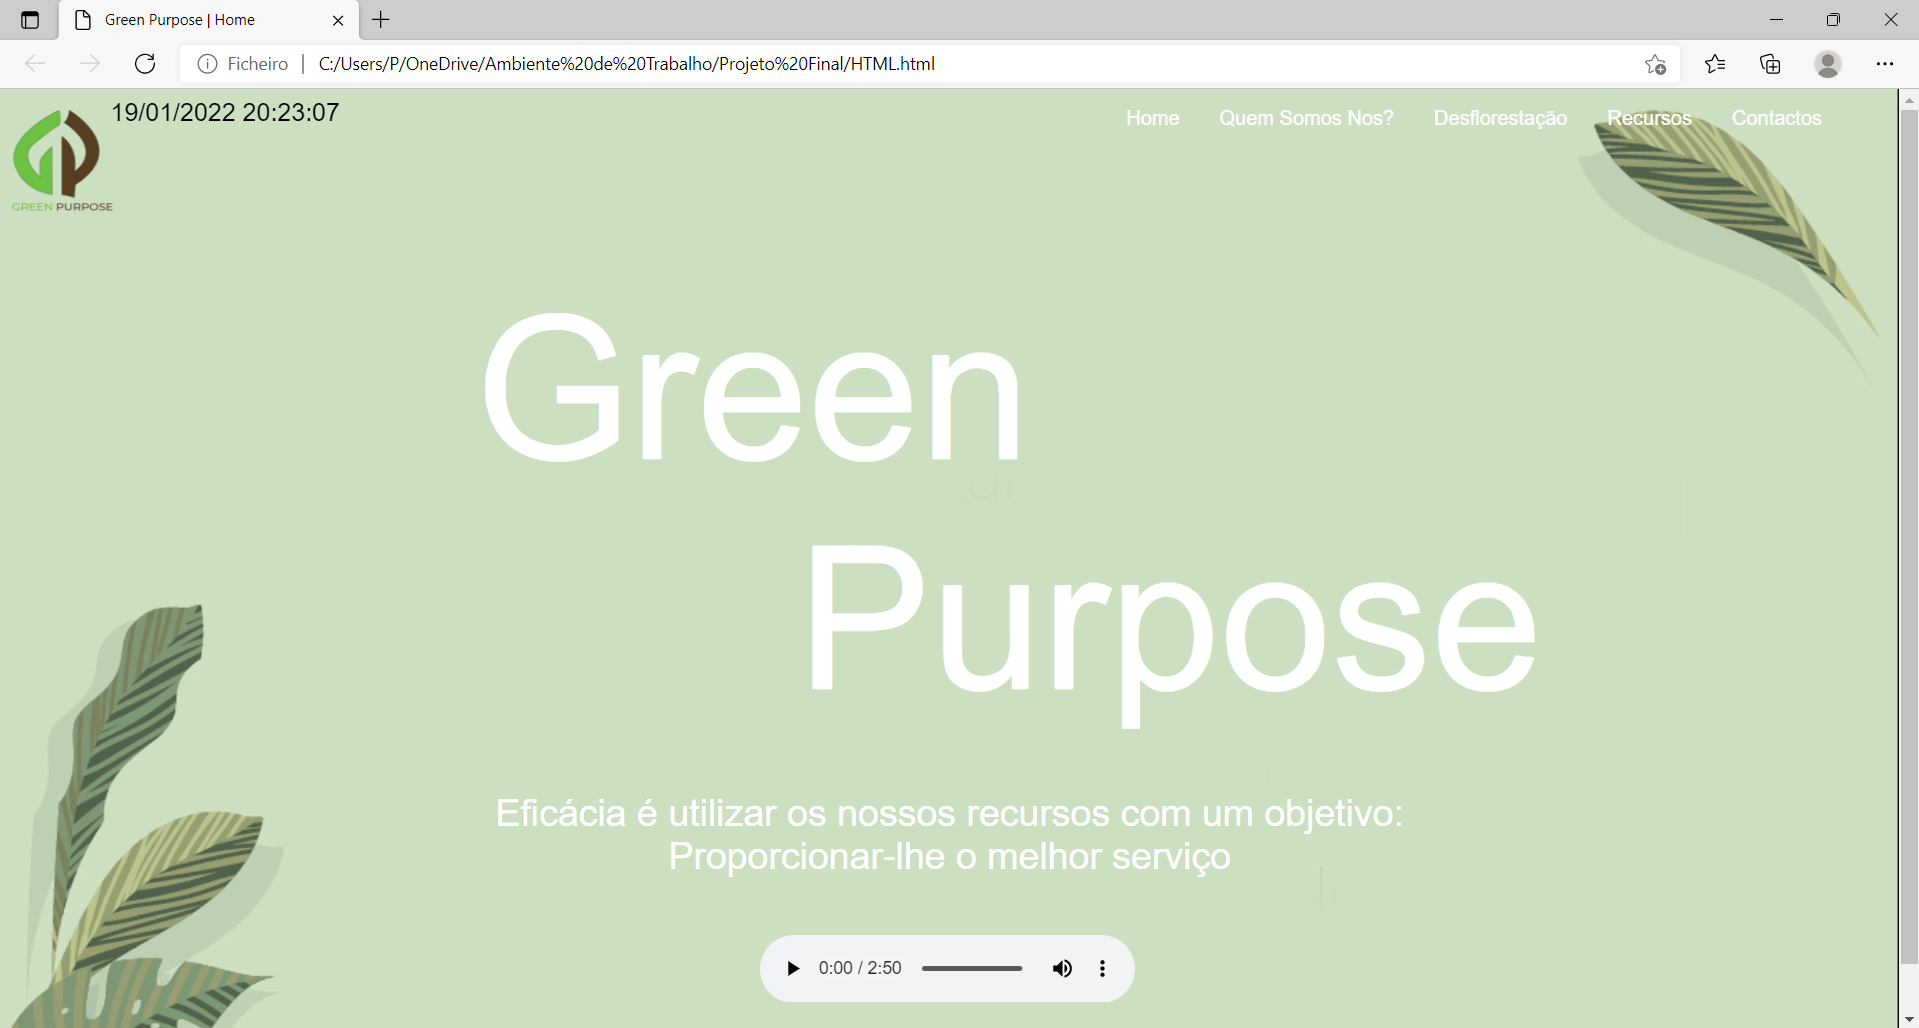 Green Purpose | Home
Ficheiro
C:/Users/P/OneDrive/Ambiente%20de%20Trabalho/Projeto%20Final/HTML.html
19/01/2022 20:23:07
Home Quem Somos Nos? Desflorestação Recursos Contactos
GREEN PURPOSE
Green
Purpose
Eficácia é utilizar os nossos recursos com um objetivo:
Proporcionar-lhe o melhor serviço
0:00 / 2:50